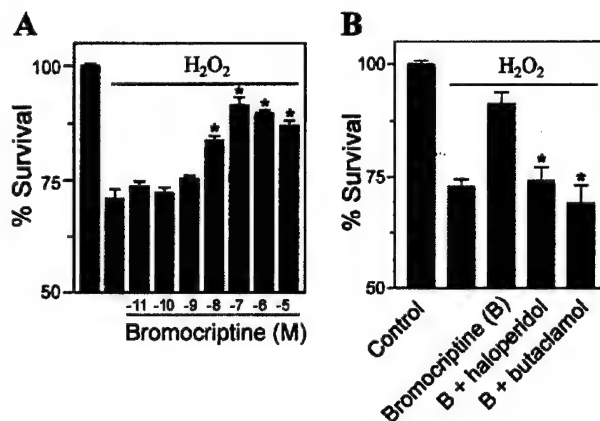 A
% Survival
100
75
50
H₂O₂
* * * *
-11 -10 -9 -8 -7 -6 -5
Bromocriptine (M)
B
% Survival
100
75
50
H₂O₂
* *
Control
Bromocriptine (B)
B + haloperidol
B + butaclamol